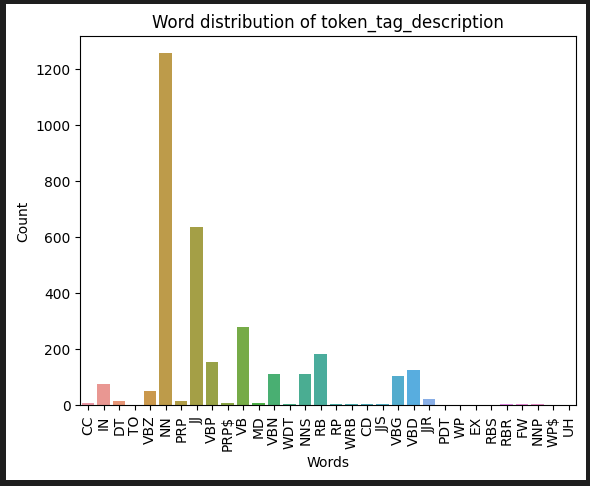 Word distribution of token_tag_description
1200
1000
800
600
400
200
0
Count
CC IN DT TO VBZ NN PRP JJ VBP PRP$ VB MD VBN WDT NNS RB RP WRB CD JJS VBG VBD JJR PDT WP EX RBS RBR FW NNP WP$ UH
Words